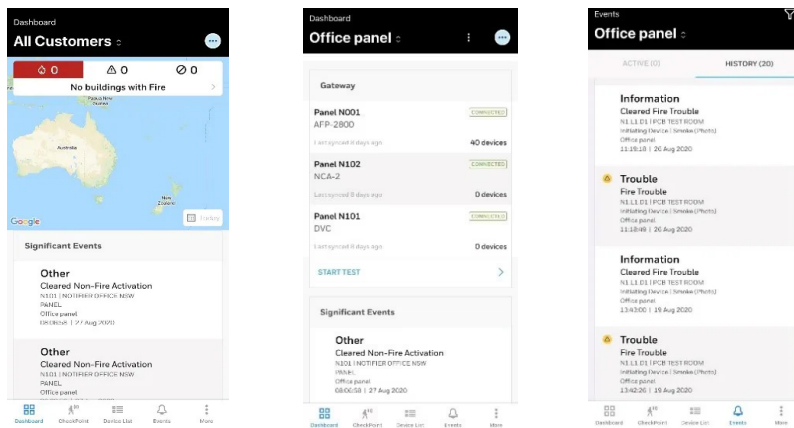 Dashboard
All Customers
0 0 0
No buildings with Fire
Papua New
Guinea
Australia
New
Zealand
Google
Significant Events
Other
Cleared Non-Fire Activation
N101 | NOTIFIER OFFICE NSW
PANEL
Office panel
08:06:58 | 27 Aug 2020
Other
Cleared Non-Fire Activation
N101 | NOTIFIER OFFICE NSW
PANEL
Office panel
Dashboard CheckPoint Device List Events More
Dashboard
Office panel
Gateway
Panel N001 CONNECTED
AFP-2800
Last synced 8 days ago 40 devices
Panel N102 CONNECTED
NCA-2
Last synced 8 days ago 0 devices
Panel N101 CONNECTED
DVC
Last synced 8 days ago 0 devices
START TEST
Significant Events
Other
Cleared Non-Fire Activation
N101 | NOTIFIER OFFICE NSW
PANEL
Office panel
08:06:58 | 27 Aug 2020
Dashboard CheckPoint Device List Events More
Events
Office panel
ACTIVE (0) HISTORY (20)
Information
Cleared Fire Trouble
N1 L1 D1 | PCB TEST ROOM
Initiating Device | Smoke (Photo)
Office panel
11:19:18 | 20 Aug 2020
Trouble
Fire Trouble
N1 L1 D1 | PCB TEST ROOM
Initiating Device | Smoke (Photo)
Office panel
20 Aug 2020
Information
Cleared Fire Trouble
N1 L1 D1 | PCB TEST ROOM
Initiating Device | Smoke (Photo)
Office panel
13:43:00 | 19 Aug 2020
Trouble
Fire Trouble
N1 L1 D1 | PCB TEST ROOM
Initiating Device | Smoke (Photo)
Office panel
13:42:26 | 19 Aug 2020
Dashboard CheckPoint Device List Events More